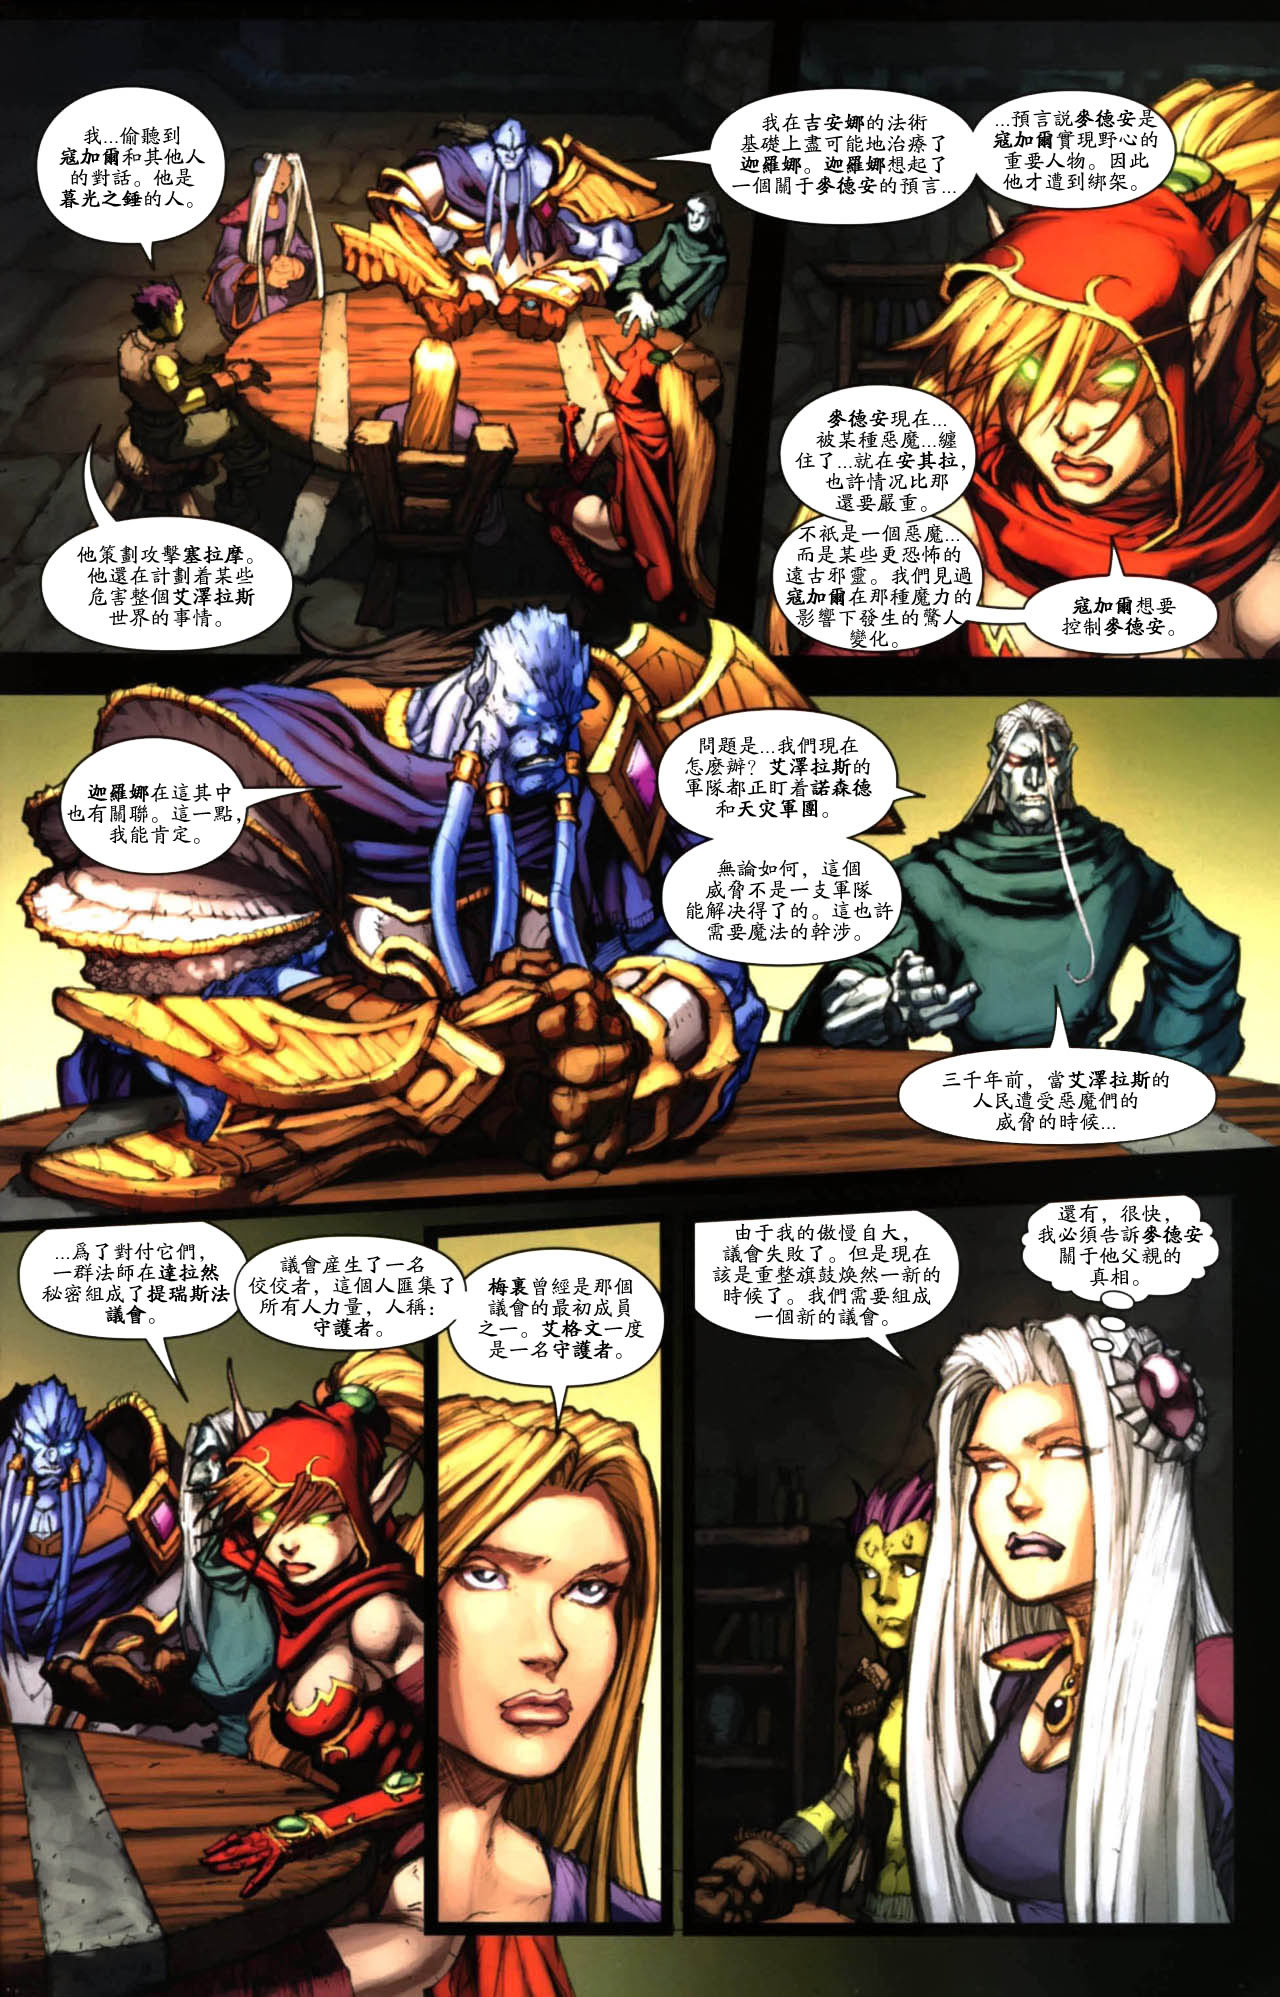 我...偷聽到
寇加爾和其他人
的對話。他是
暮光之錘的人。
他策劃攻擊塞拉摩。
他還在計劃着某些
危害整個艾澤拉斯
世界的事情。
我在吉安娜的法術
基礎上盡可能地治療了
迦羅娜。迦羅娜想起了
一個關于麥德安的預言...
...預言説麥德安是
寇加爾實現野心的
重要人物。因此
他才遭到綁架。
麥德安現在...
被某種惡魔...纏
住了...就在安其拉,
也許情况比那
還要嚴重。
不衹是一個惡魔...
而是某些更恐怖的
遠古邪靈。我們見過
寇加爾在那種魔力的
影響下發生的驚人
變化。
寇加爾想要
控制麥德安。
迦羅娜在這其中
也有關聯。這一點,
我能肯定。
問題是...我們現在
怎麽辦? 艾澤拉斯的
軍隊都正盯着諾森德
和天灾軍團。
無論如何, 這個
威脅不是一支軍隊
能解决得了的。這也許
需要魔法的幹涉。
三千年前, 當艾澤拉斯的
人民遭受惡魔們的
威脅的時候...
...爲了對付它們,
一群法師在達拉然
秘密組成了提瑞斯法
議會。
議會産生了一名
佼佼者, 這個人匯集了
所有人力量, 人稱:
守護者。
梅裏曾經是那個
議會的最初成員
之一。艾格文一度
是一名守護者。
由于我的傲慢自大,
議會失敗了。但是現在
該是重整旗鼓焕然一新的
時候了。我們需要組成
一個新的議會。
還有, 很快,
我必須告訴麥德安
關于他父親的
真相。